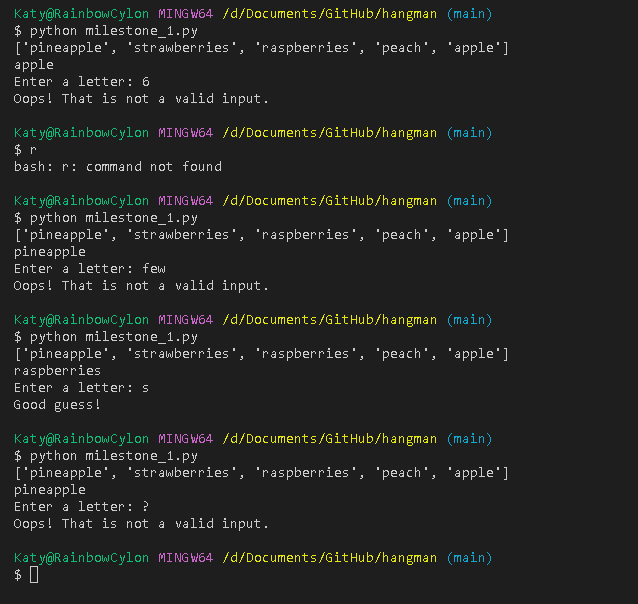 Katy@RainbowCylon MINGW64 /d/Documents/GitHub/hangman (main)
$ python milestone_1.py
['pineapple', 'strawberries', 'raspberries', 'peach', 'apple']
apple
Enter a letter: 6
Oops! That is not a valid input.
Katy@RainbowCylon MINGW64 /d/Documents/GitHub/hangman (main)
$ r
bash: r: command not found
Katy@RainbowCylon MINGW64 /d/Documents/GitHub/hangman (main)
$ python milestone_1.py
['pineapple', 'strawberries', 'raspberries', 'peach', 'apple']
pineapple
Enter a letter: few
Oops! That is not a valid input.
Katy@RainbowCylon MINGW64 /d/Documents/GitHub/hangman (main)
$ python milestone_1.py
['pineapple', 'strawberries', 'raspberries', 'peach', 'apple']
raspberries
Enter a letter: s
Good guess!
Katy@RainbowCylon MINGW64 /d/Documents/GitHub/hangman (main)
$ python milestone_1.py
['pineapple', 'strawberries', 'raspberries', 'peach', 'apple']
pineapple
Enter a letter: ?
Oops! That is not a valid input.
Katy@RainbowCylon MINGW64 /d/Documents/GitHub/hangman (main)
$